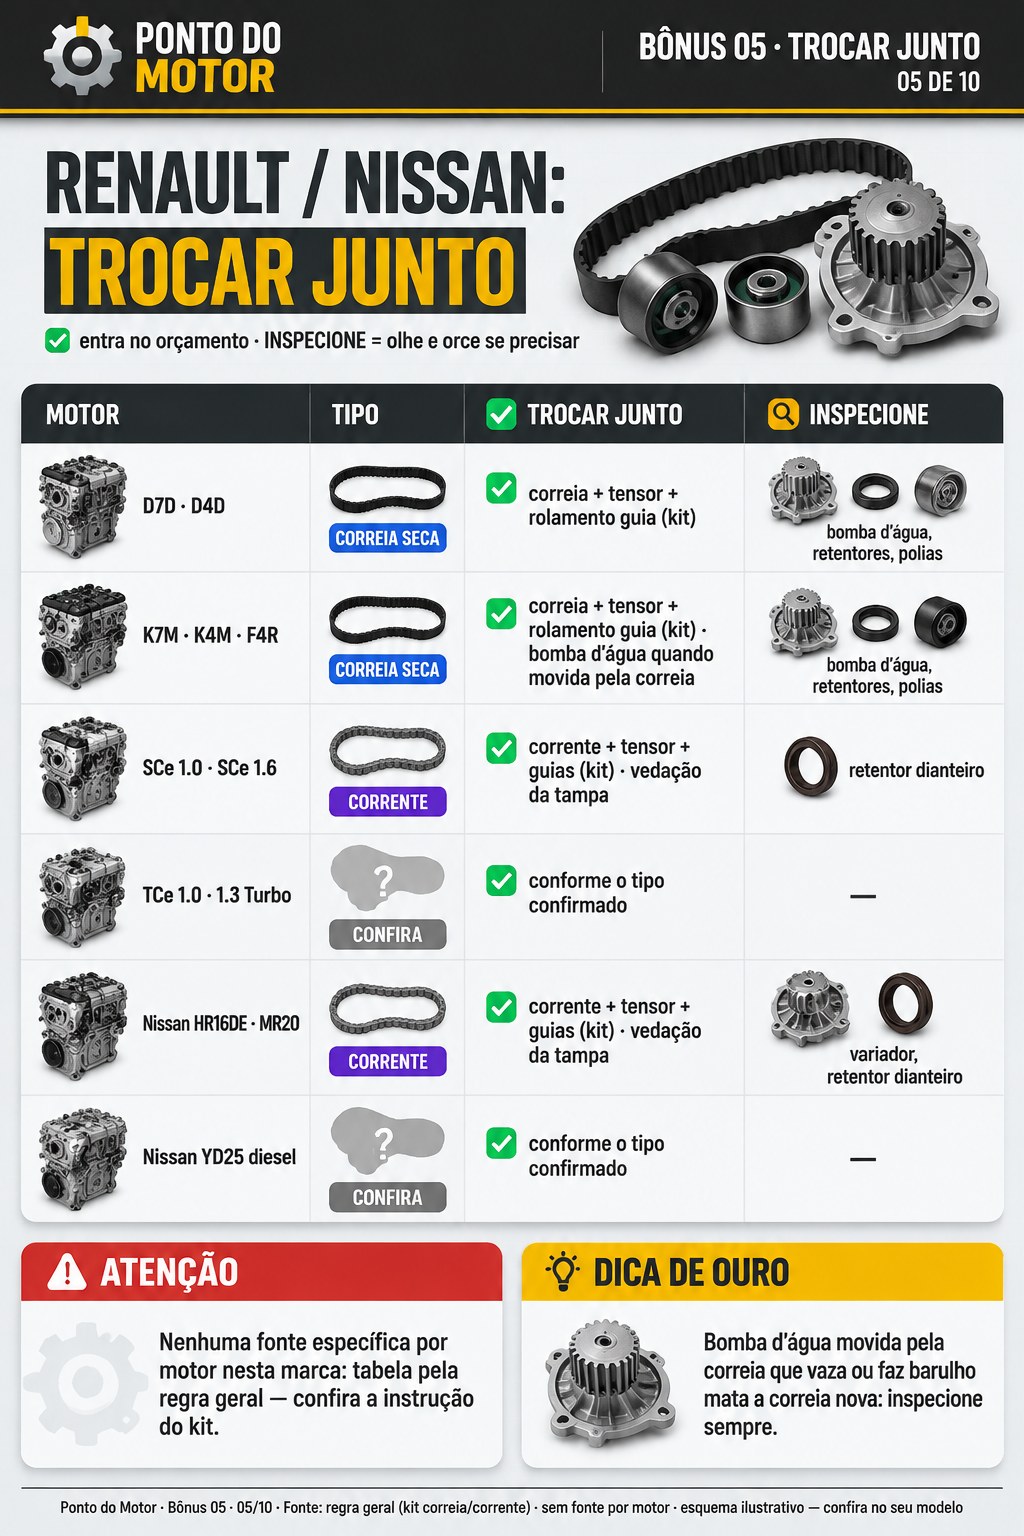 PONTO DO
MOTOR
BÔNUS 05 · TROCAR JUNTO
05 DE 10
RENAULT / NISSAN:
TROCAR JUNTO
entra no orçamento · INSPECIONE = olhe e orce se precisar
MOTOR
TIPO
TROCAR JUNTO
INSPECIONE
D7D · D4D
CORREIA SECA
correia + tensor +
rolamento guia (kit)
bomba d'água,
retentores, polias
K7M · K4M · F4R
CORREIA SECA
correia + tensor +
rolamento guia (kit) ·
bomba d'água quando
movida pela correia
bomba d'água,
retentores, polias
SCe 1.0 · SCe 1.6
CORRENTE
corrente + tensor +
guias (kit) · vedação
da tampa
retentor dianteiro
TCe 1.0 · 1.3 Turbo
?
CONFIRA
conforme o tipo
confirmado
—
Nissan HR16DE · MR20
CORRENTE
corrente + tensor +
guias (kit) · vedação
da tampa
variador,
retentor dianteiro
Nissan YD25 diesel
?
CONFIRA
conforme o tipo
confirmado
—
ATENÇÃO
Nenhuma fonte específica por
motor nesta marca: tabela pela
regra geral — confira a instrução
do kit.
DICA DE OURO
Bomba d'água movida pela
correia que vaza ou faz barulho
mata a correia nova: inspecione
sempre.
Ponto do Motor · Bônus 05 · 05/10 · Fonte: regra geral (kit correia/corrente) · sem fonte por motor · esquema ilustrativo — confira no seu modelo